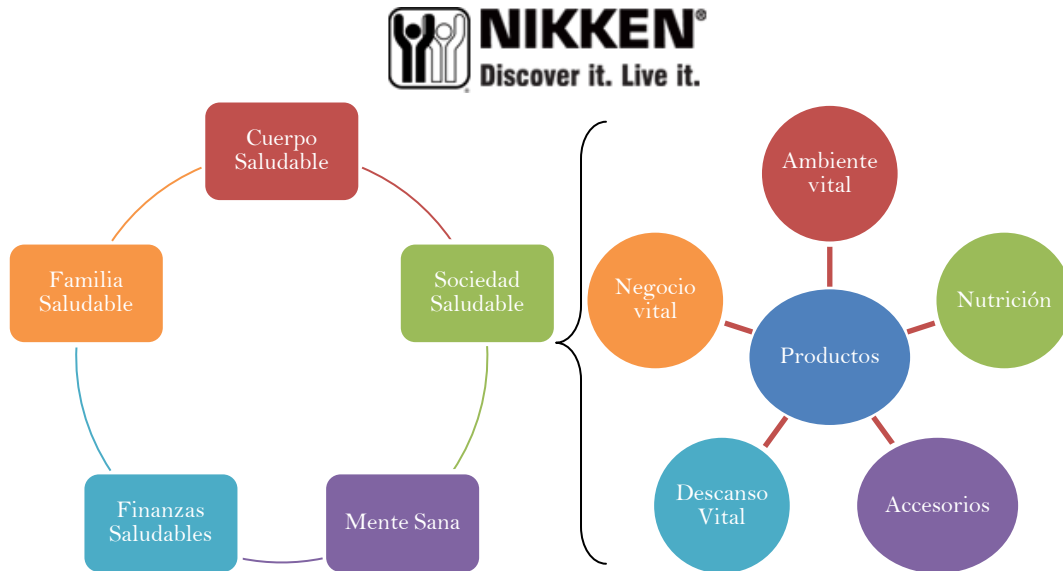 NIKKEN®
Discover it. Live it.
Cuerpo
Saludable
Sociedad
Saludable
Mente Sana
Finanzas
Saludables
Familia
Saludable
Productos
Ambiente
vital
Nutrición
Accesorios
Descanso
Vital
Negocio
vital